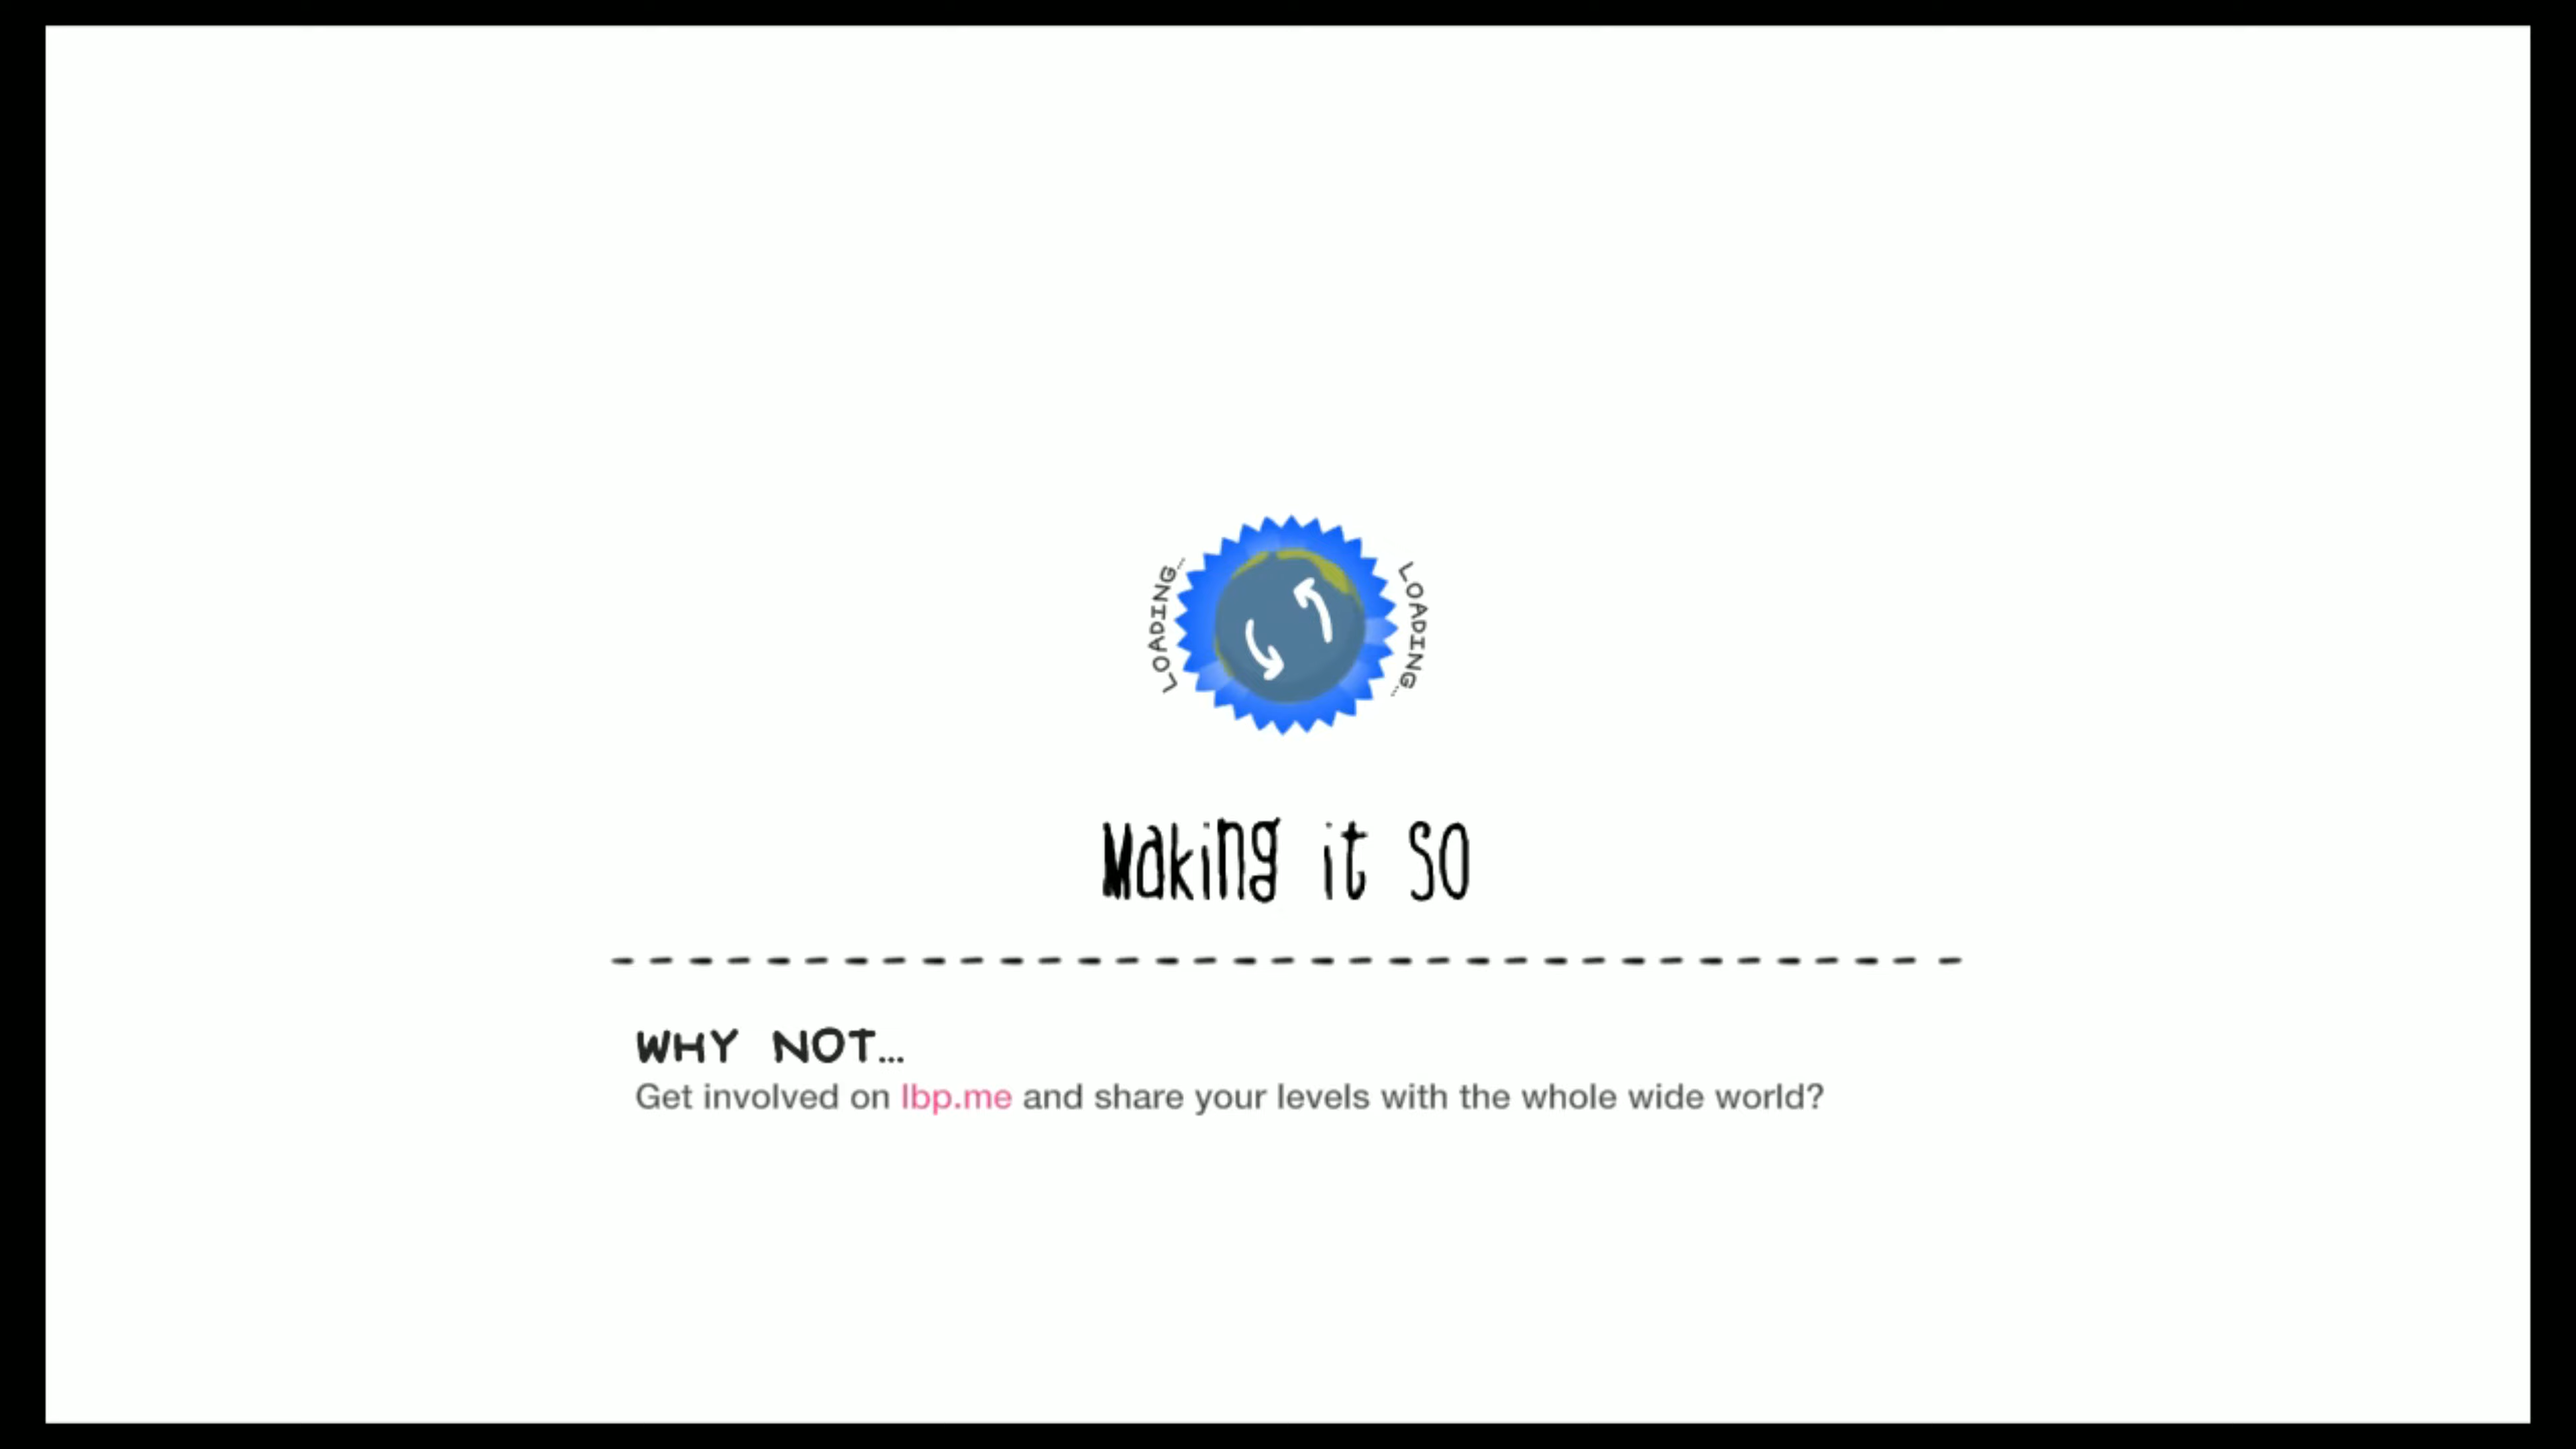 LOADING...
LOADING...
Making it so
WHY NOT...
Get involved on lbp.me and share your levels with the whole wide world?